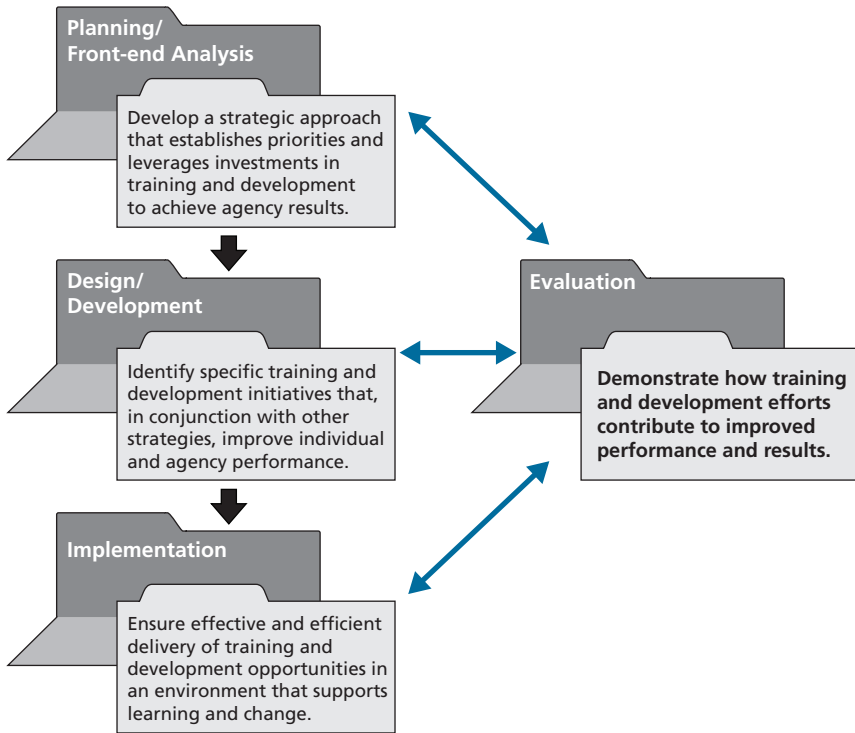 Planning/
Front-end Analysis
Develop a strategic approach
that establishes priorities and
leverages investments in
training and development
to achieve agency results.
Design/
Development
Identify specific training and
development initiatives that,
in conjunction with other
strategies, improve individual
and agency performance.
Implementation
Ensure effective and efficient
delivery of training and
development opportunities in
an environment that supports
learning and change.
Evaluation
Demonstrate how training
and development efforts
contribute to improved
performance and results.